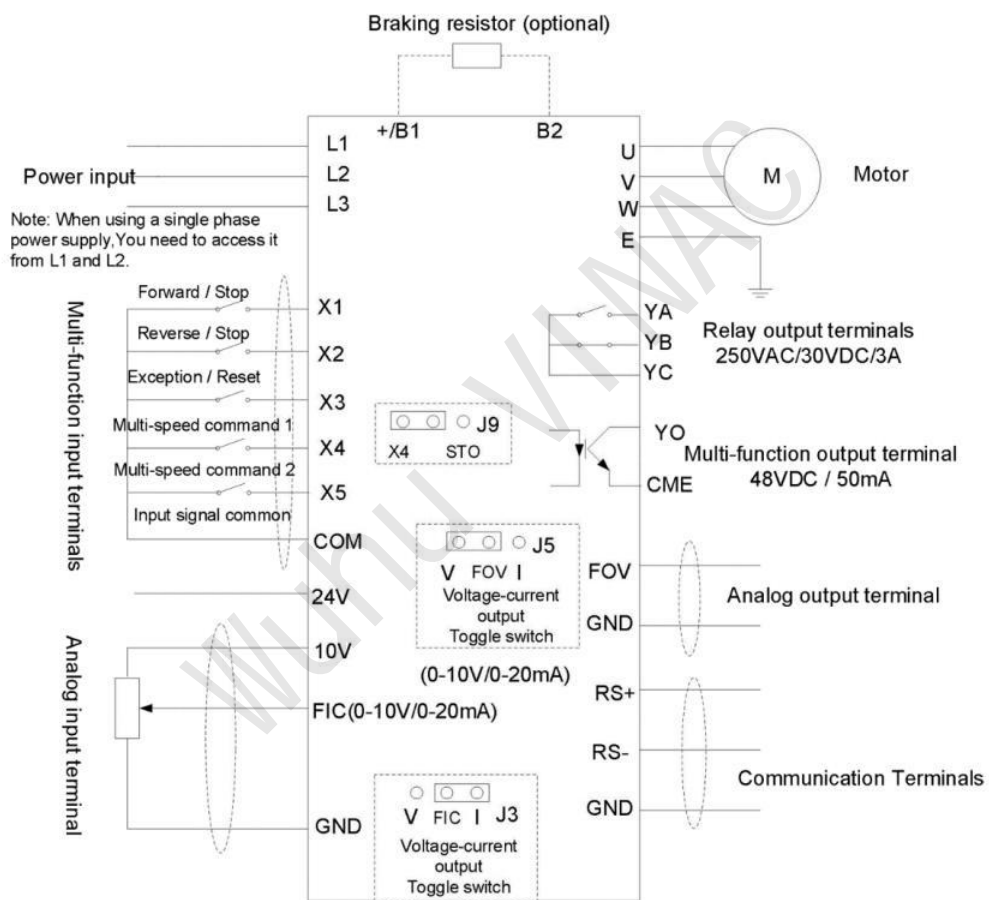 Braking resistor (optional)
+/B1
B2
L1
L2
L3
Power input
Note: When using a single phase
power supply,You need to access it
from L1 and L2.
U
V
W
E
M
Motor
Multi-function input terminals
Forward / Stop
X1
Reverse / Stop
X2
Exception / Reset
X3
Multi-speed command 1
X4
Multi-speed command 2
X5
Input signal common
COM
24V
YA
YB
YC
Relay output terminals
250VAC/30VDC/3A
J9
X4 STO
YO
CME
Multi-function output terminal
48VDC / 50mA
J5
V FOV I
Voltage-current
output
Toggle switch
(0-10V/0-20mA)
FOV
GND
Analog output terminal
Analog input terminal
10V
FIC(0-10V/0-20mA)
GND
RS+
RS-
GND
Communication Terminals
V FIC I J3
Voltage-current
output
Toggle switch
Wuhu VINAC